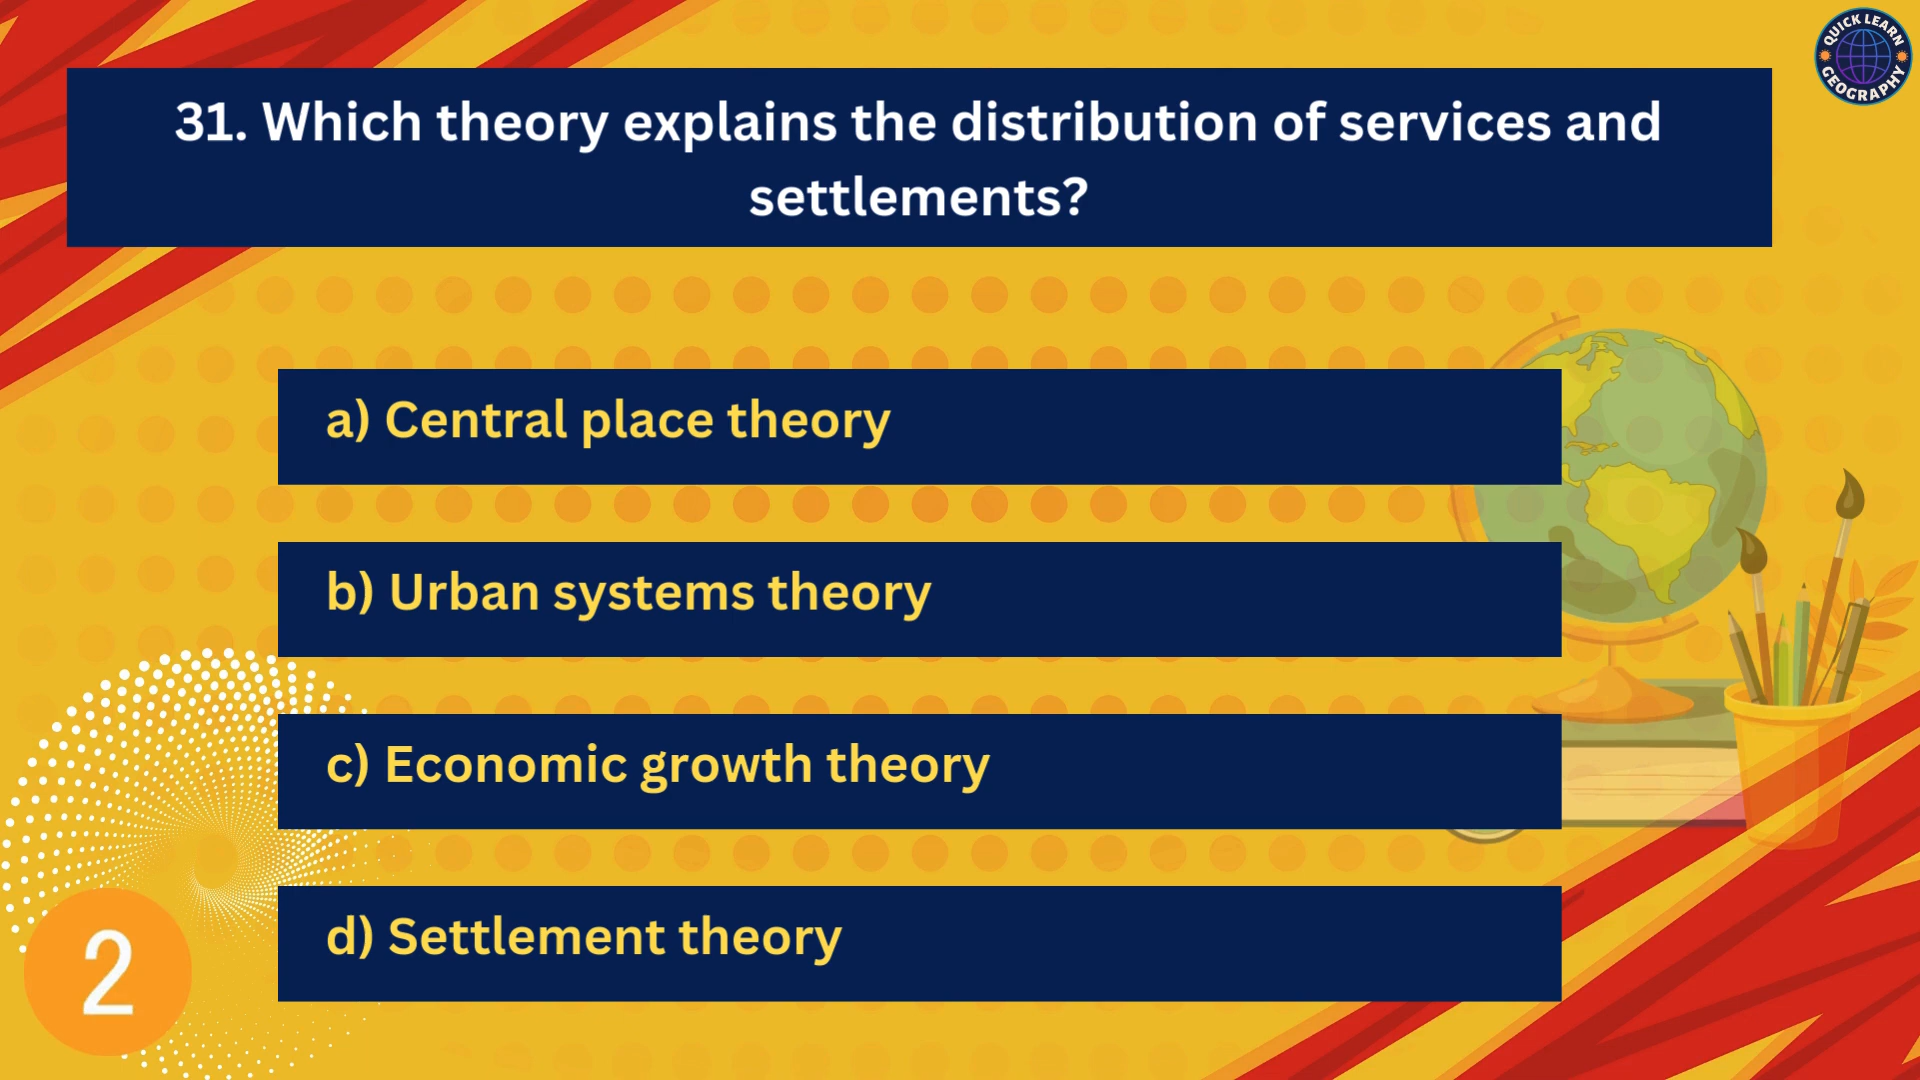 QUICK LEARN
GEOGRAPHY
31. Which theory explains the distribution of services and
settlements?
a) Central place theory
b) Urban systems theory
c) Economic growth theory
d) Settlement theory
2